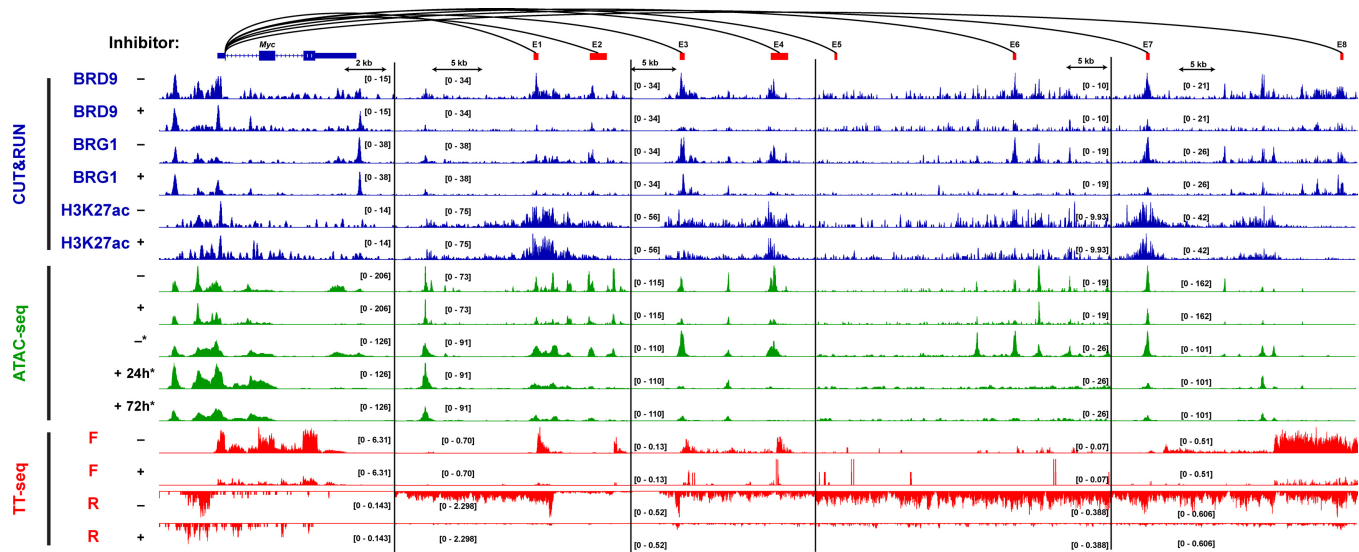 Inhibitor:
Myc
E1 E2 E3 E4 E5 E6 E7 E8
2 kb 5 kb 5 kb 5 kb 5 kb
CUT&RUN
BRD9 – [0 - 15] [0 - 34] [0 - 34] [0 - 10] [0 - 21]
BRD9 + [0 - 15] [0 - 34] [0 - 34] [0 - 10] [0 - 21]
BRG1 – [0 - 38] [0 - 38] [0 - 34] [0 - 19] [0 - 26]
BRG1 + [0 - 38] [0 - 38] [0 - 34] [0 - 19] [0 - 26]
H3K27ac – [0 - 14] [0 - 75] [0 - 56] [0 - 9.93] [0 - 42]
H3K27ac + [0 - 14] [0 - 75] [0 - 56] [0 - 9.93] [0 - 42]
ATAC-seq
– [0 - 206] [0 - 73] [0 - 115] [0 - 19] [0 - 162]
+ [0 - 206] [0 - 73] [0 - 115] [0 - 19] [0 - 162]
–* [0 - 126] [0 - 91] [0 - 110] [0 - 26] [0 - 101]
+ 24h* [0 - 126] [0 - 91] [0 - 110] [0 - 26] [0 - 101]
+ 72h* [0 - 126] [0 - 91] [0 - 110] [0 - 26] [0 - 101]
TT-seq
F – [0 - 6.31] [0 - 0.70] [0 - 0.13] [0 - 0.07] [0 - 0.51]
F + [0 - 6.31] [0 - 0.70] [0 - 0.13] [0 - 0.07] [0 - 0.51]
R – [0 - 0.143] [0 - 2.298] [0 - 0.52] [0 - 0.388] [0 - 0.606]
R + [0 - 0.143] [0 - 2.298] [0 - 0.52] [0 - 0.388] [0 - 0.606]